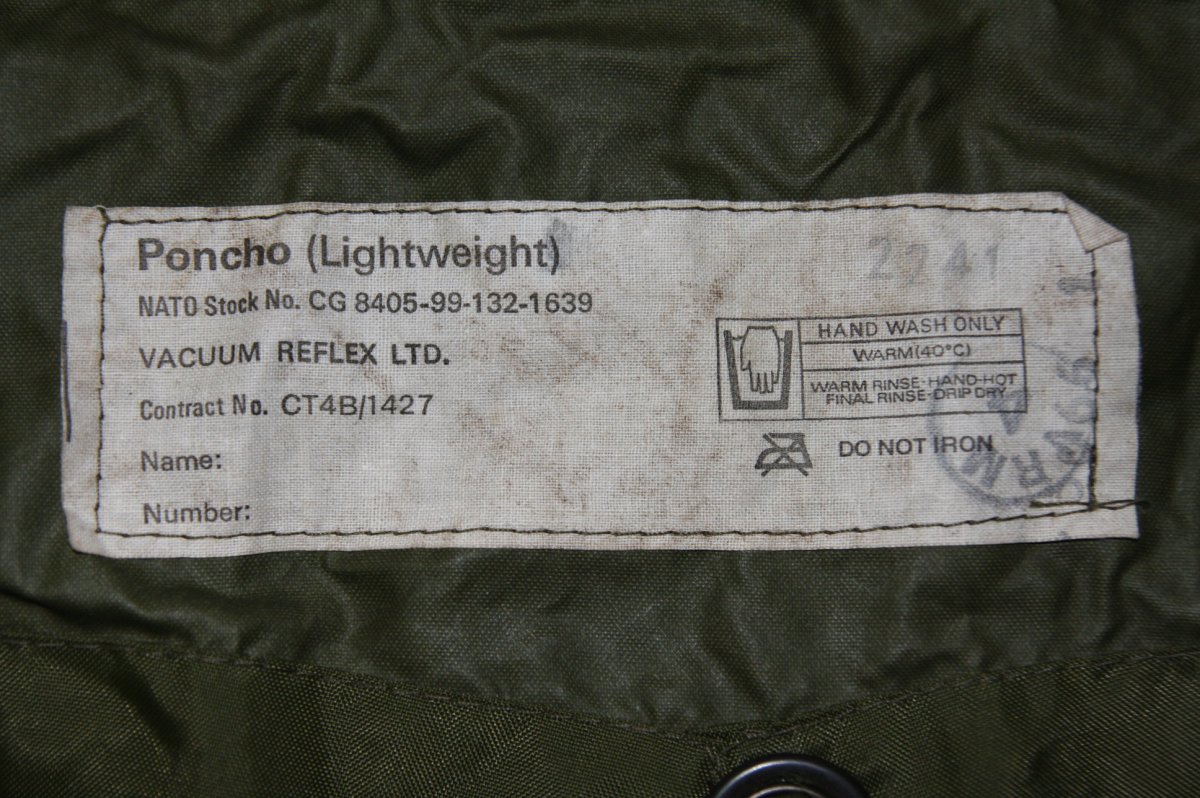 Poncho (Lightweight)
2241
NATO Stock No. CG 8405-99-132-1639
VACUUM REFLEX LTD.
Contract No. CT4B/1427
Name:
Number:
HAND WASH ONLY
WARM (40°C)
WARM RINSE·HAND-HOT
FINAL RINSE·DRIP DRY
DO NOT IRON